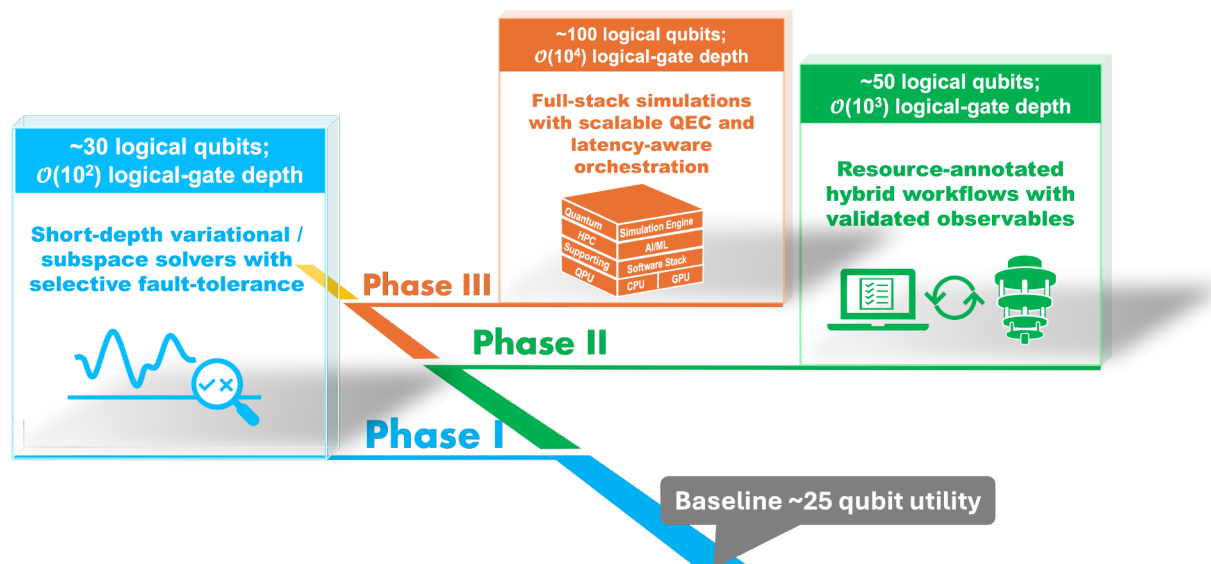 ~30 logical qubits;
𝒪(10²) logical-gate depth
Short-depth variational /
subspace solvers with
selective fault-tolerance
Phase I
~100 logical qubits;
𝒪(10⁴) logical-gate depth
Full-stack simulations
with scalable QEC and
latency-aware
orchestration
Quantum
Simulation Engine
HPC
AI/ML
Supporting
Software Stack
QPU
CPU
GPU
Phase III
~50 logical qubits;
𝒪(10³) logical-gate depth
Resource-annotated
hybrid workflows with
validated observables
Phase II
Baseline ~25 qubit utility